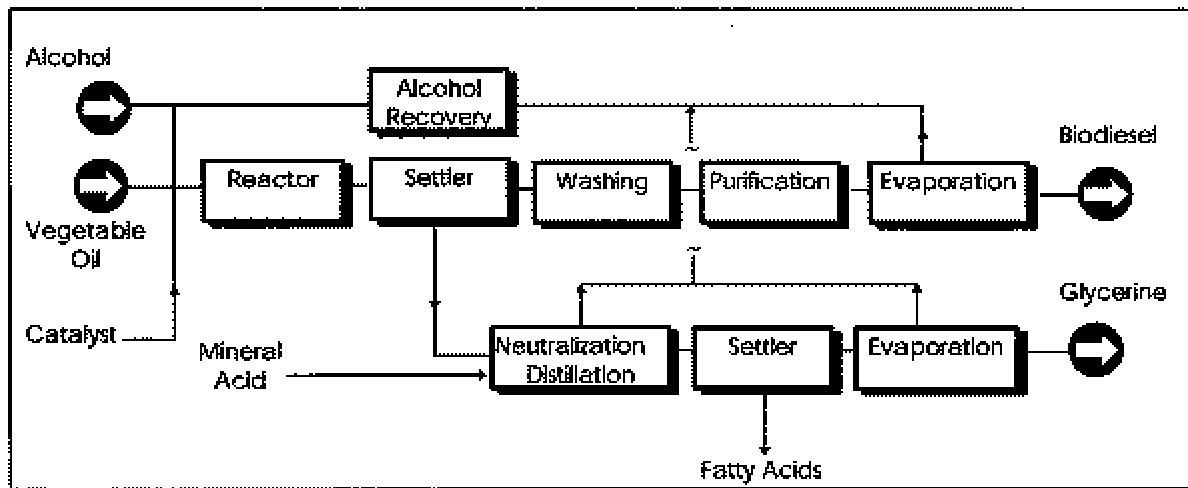 Alcohol
Alcohol
Recovery
Biodiesel
Reactor
Settler
Washing
Purification
Evaporation
Vegetable
Oil
Glycerine
Catalyst
Mineral
Acid
Neutralization
Distillation
Settler
Evaporation
Fatty Acids